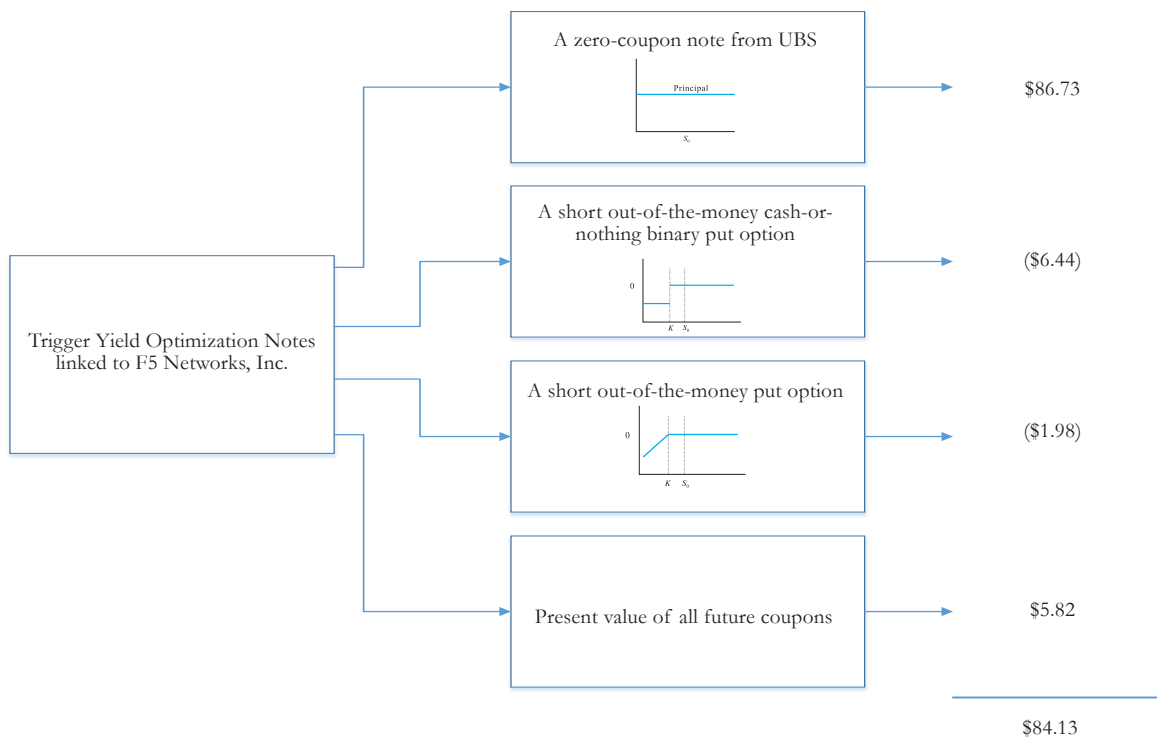 A zero-coupon note from UBS
Principal
S₀
$86.73
A short out-of-the-money cash-or-
nothing binary put option
0
K S₀
($6.44)
Trigger Yield Optimization Notes
linked to F5 Networks, Inc.
A short out-of-the-money put option
0
K S₀
($1.98)
Present value of all future coupons
$5.82
$84.13